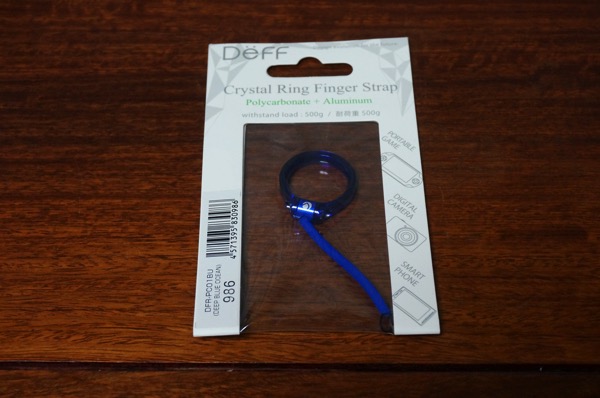 Deff
Crystal Ring Finger Strap
Polycarbonate + Aluminum
withstand load : 500g / 耐荷重 500g
PORTABLE
GAME
DIGITAL
CAMERA
SMART
PHONE
4 571395 830986
DFR-PC01BU
(DEEP BLUE OCEAN)
986